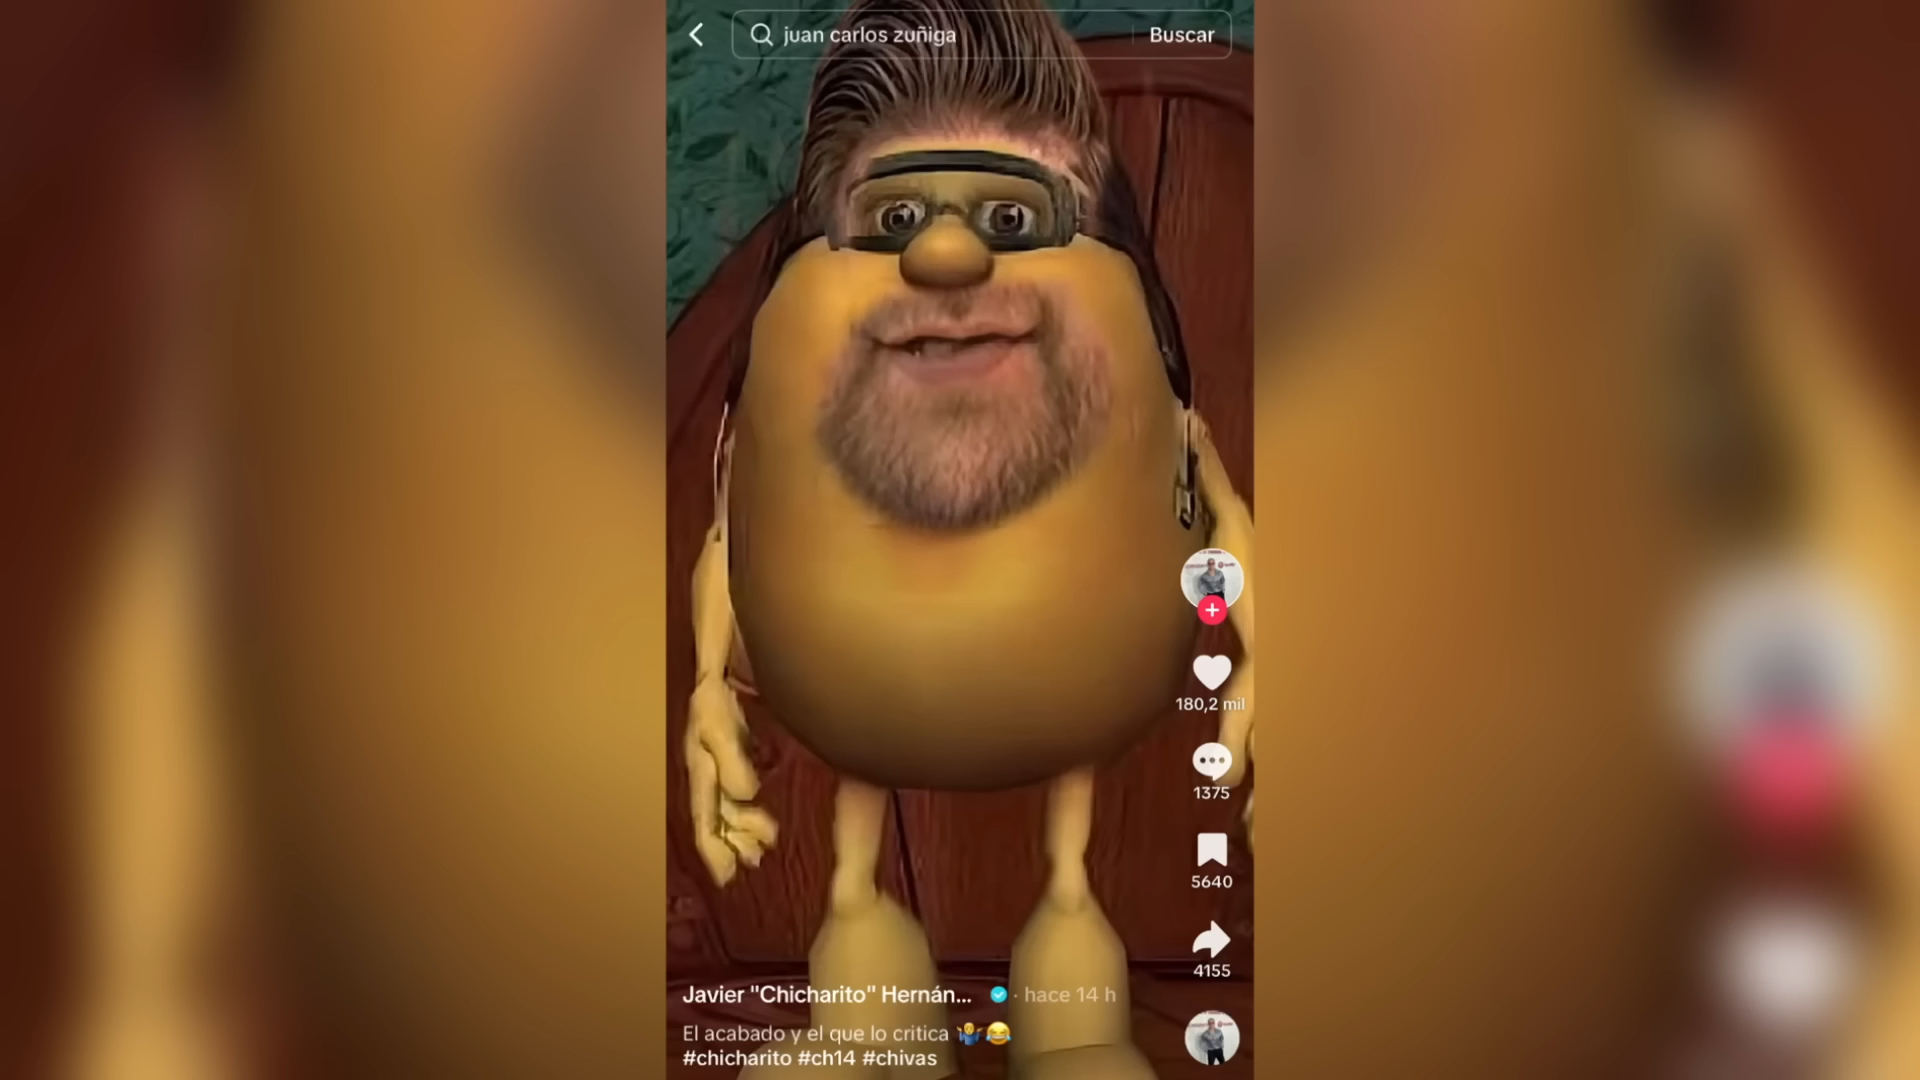 juan carlos zuñiga
Buscar
180,2 mil
1375
5640
4155
Javier "Chicharito" Hernán... · hace 14 h
El acabado y el que lo critica 🤷‍♂️😂
#chicharito #ch14 #chivas